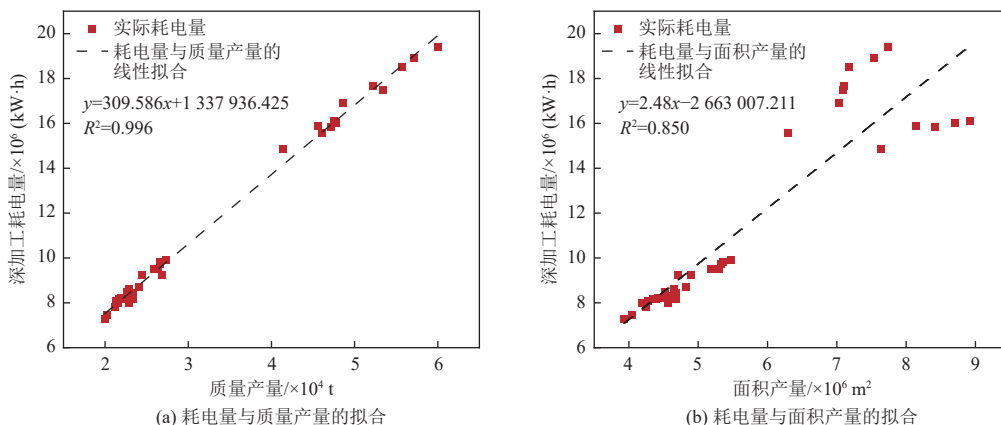 20
18
16
14
12
10
8
6
深加工耗电量/×10⁶ (kW·h)
实际耗电量
耗电量与质量产量的
线性拟合
y=309.586x+1 337 936.425
R²=0.996
2 3 4 5 6
质量产量/×10⁴ t
(a) 耗电量与质量产量的拟合
20
18
16
14
12
10
8
6
深加工耗电量/×10⁶ (kW·h)
实际耗电量
耗电量与面积产量的
线性拟合
y=2.48x−2 663 007.211
R²=0.850
4 5 6 7 8 9
面积产量/×10⁶ m²
(b) 耗电量与面积产量的拟合